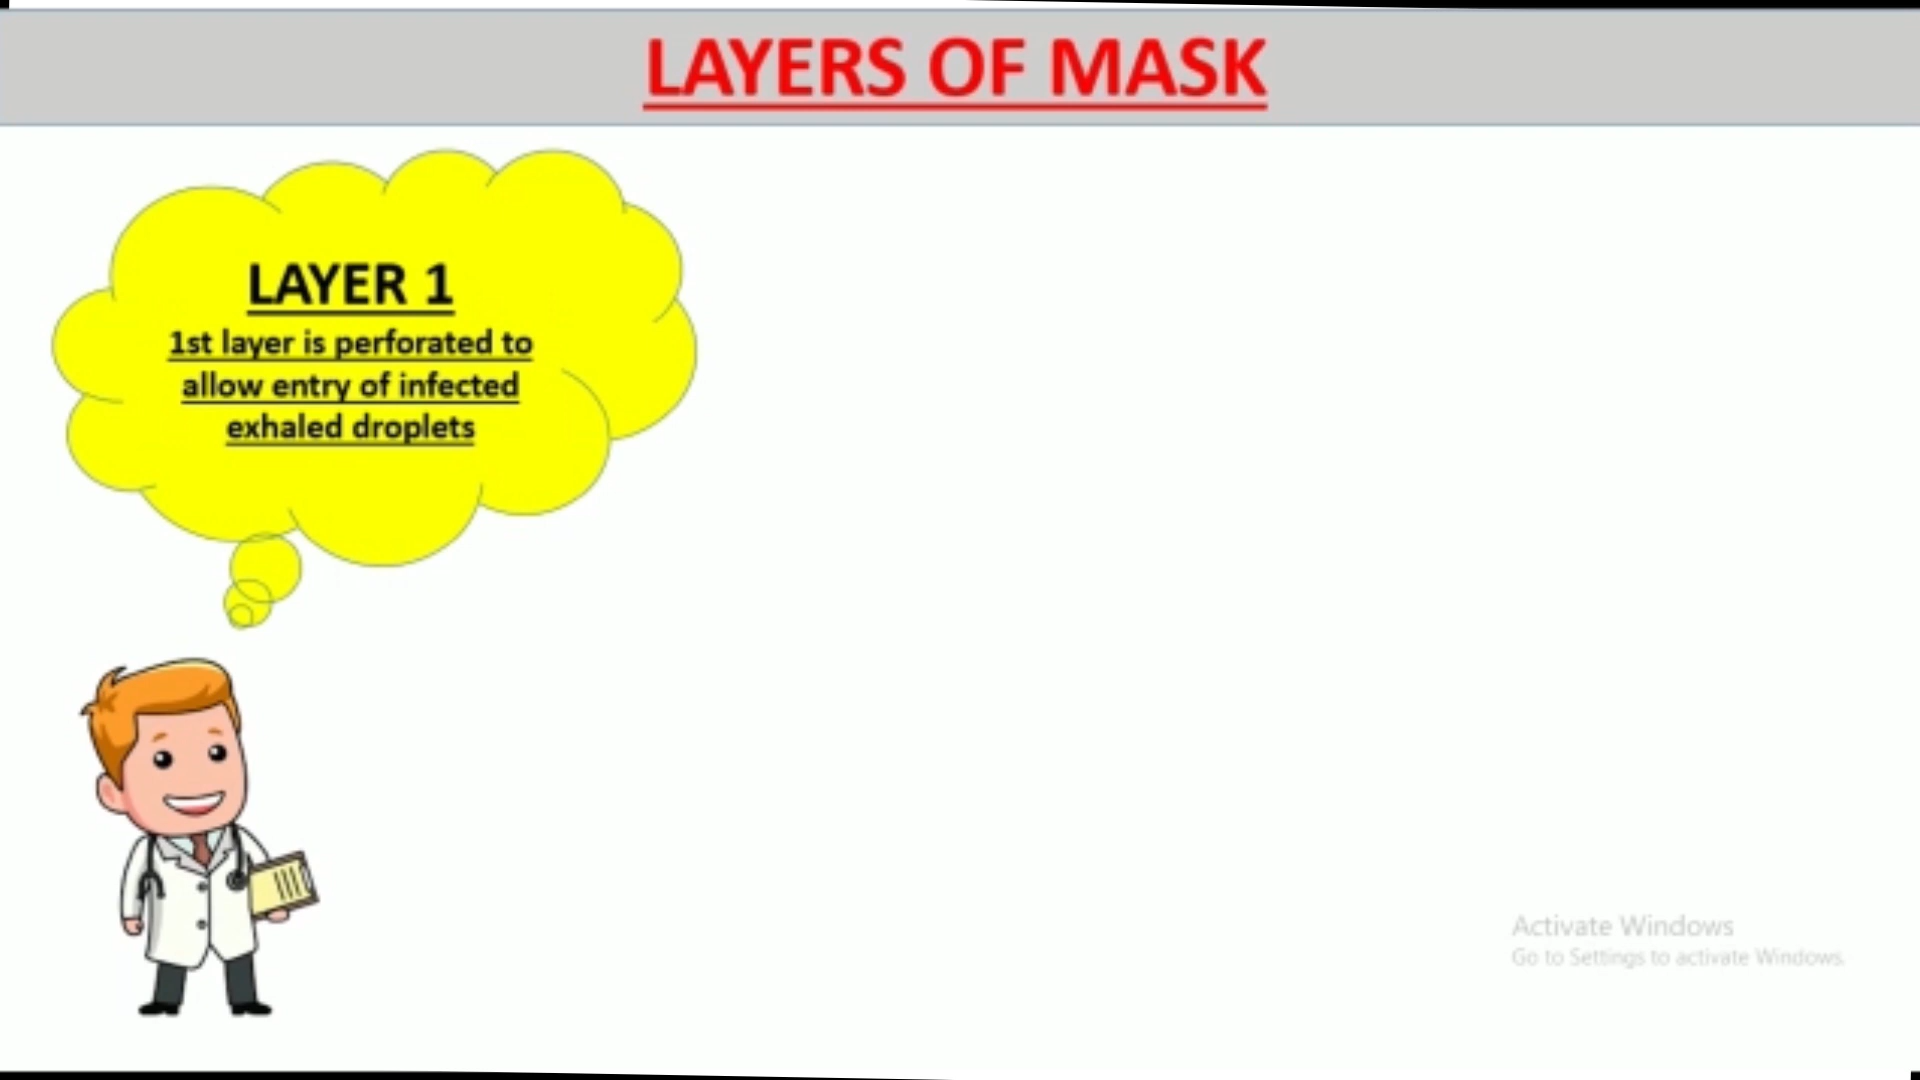 LAYERS OF MASK
LAYER 1
1st layer is perforated to
allow entry of infected
exhaled droplets
Activate Windows
Go to Settings to activate Windows.